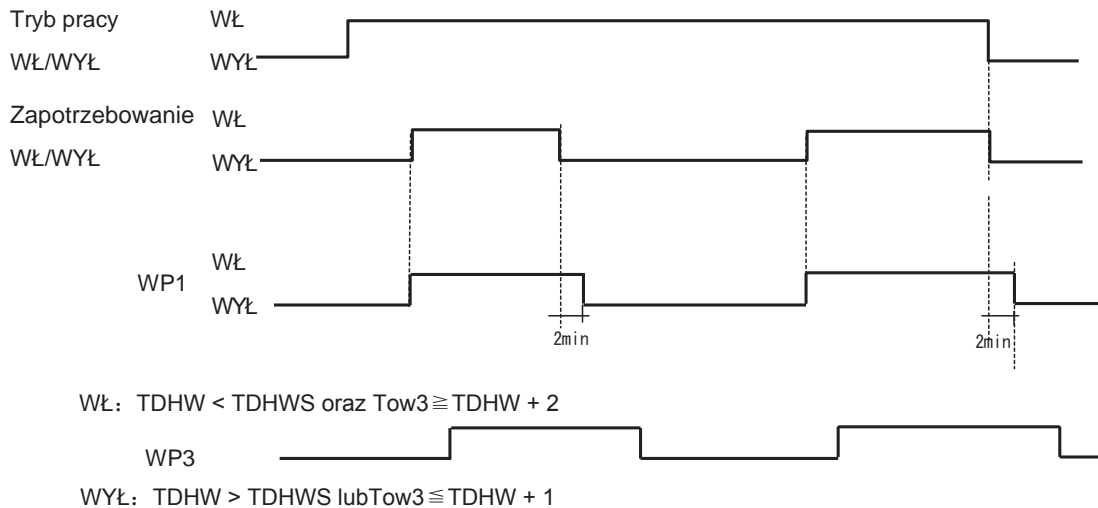 Tryb pracy WŁ
WŁ/WYŁ WYŁ
Zapotrzebowanie WŁ
WŁ/WYŁ WYŁ
WŁ
WP1
WYŁ
2min 2min
WŁ: TDHW < TDHWS oraz Tow3≧TDHW + 2
WP3
WYŁ: TDHW > TDHWS lubTow3≦TDHW + 1